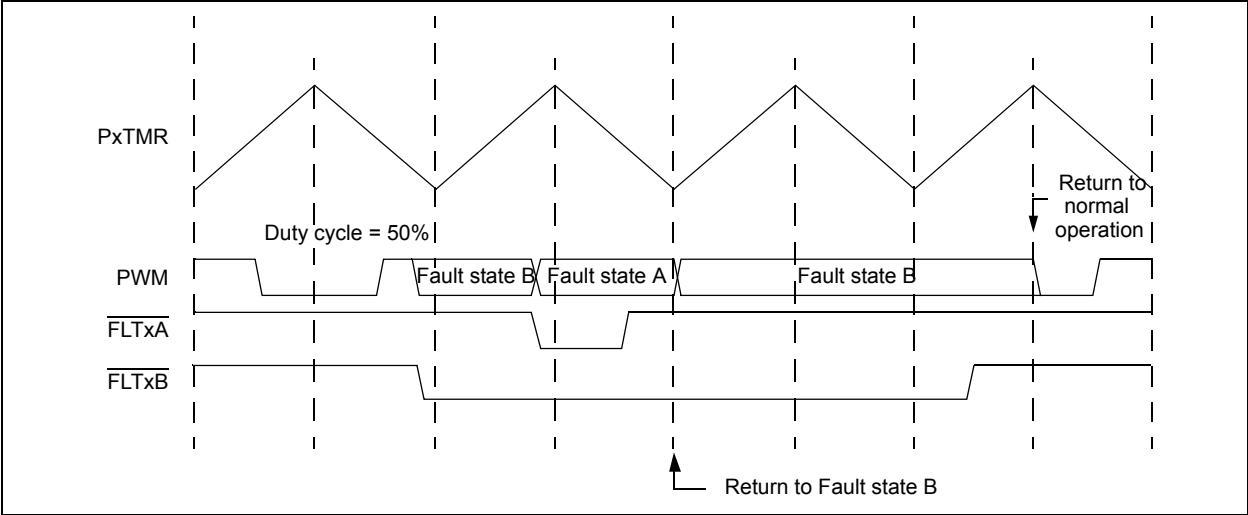 PxTMR
Return to
normal
operation
Duty cycle = 50%
PWM
Fault state B
Fault state A
Fault state B
FLTxA
FLTxB
Return to Fault state B